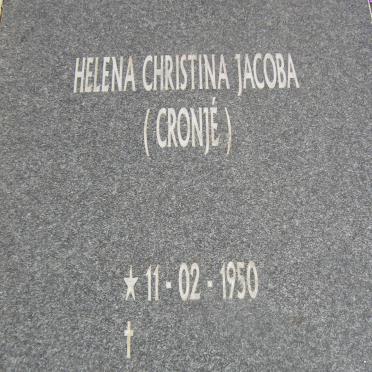 HELENA CHRISTINA JACOBA
( CRONJÉ )
★ 11 - 02 - 1950
✝